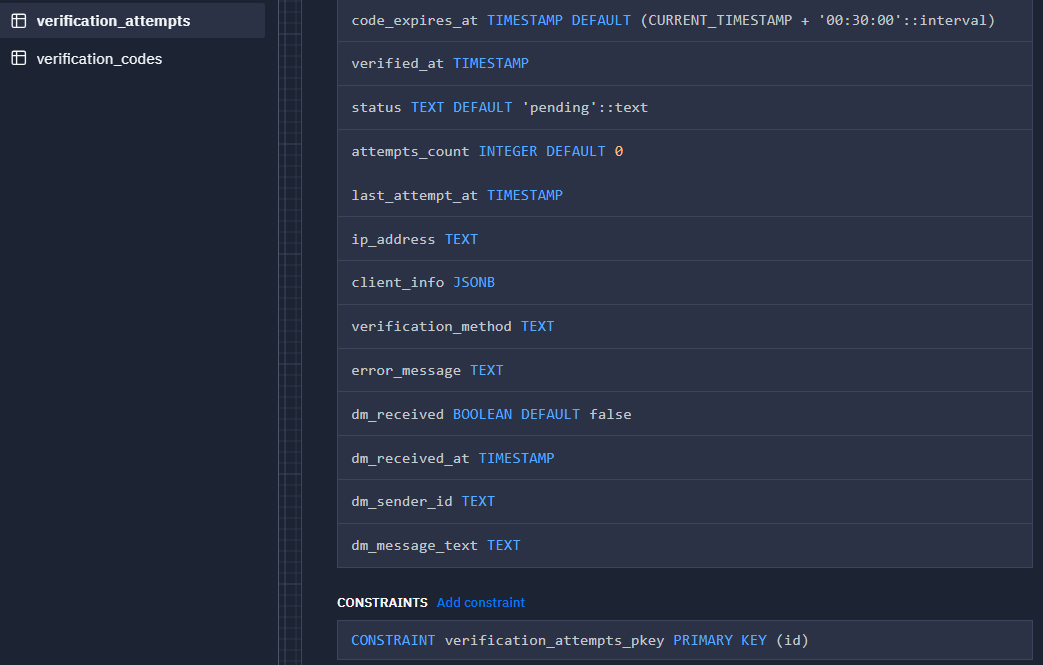 verification_attempts
verification_codes
code_expires_at TIMESTAMP DEFAULT (CURRENT_TIMESTAMP + '00:30:00'::interval)
verified_at TIMESTAMP
status TEXT DEFAULT 'pending'::text
attempts_count INTEGER DEFAULT 0
last_attempt_at TIMESTAMP
ip_address TEXT
client_info JSONB
verification_method TEXT
error_message TEXT
dm_received BOOLEAN DEFAULT false
dm_received_at TIMESTAMP
dm_sender_id TEXT
dm_message_text TEXT
CONSTRAINTS Add constraint
CONSTRAINT verification_attempts_pkey PRIMARY KEY (id)